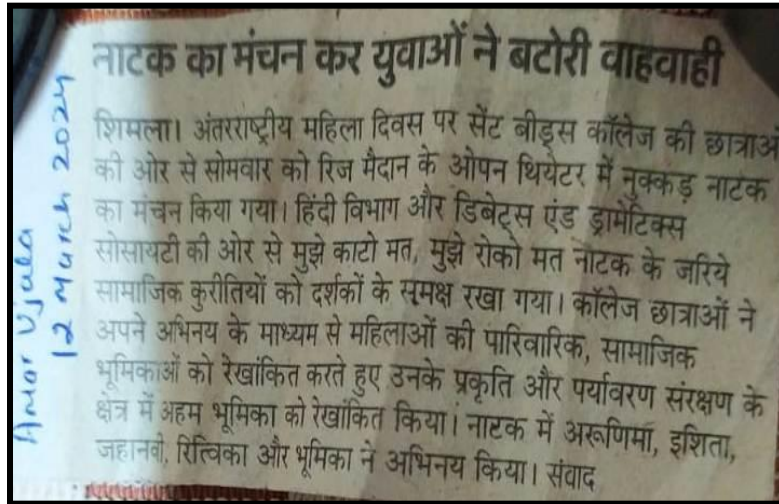 नाटक का मंचन कर युवाओं ने बटोरी वाहवाही
शिमला। अंतरराष्ट्रीय महिला दिवस पर सेंट बीड्स कॉलेज की छात्राओं
की ओर से सोमवार को रिज मैदान के ओपन थियेटर में नुक्कड़ नाटक
का मंचन किया गया। हिंदी विभाग और डिबेट्स एंड ड्रामेटिक्स
सोसायटी की ओर से मुझे काटो मत, मुझे रोको मत नाटक के जरिये
सामाजिक कुरीतियों को दर्शकों के समक्ष रखा गया। कॉलेज छात्राओं ने
अपने अभिनय के माध्यम से महिलाओं की पारिवारिक, सामाजिक
भूमिकाओं को रेखांकित करते हुए उनके प्रकृति और पर्यावरण संरक्षण के
क्षेत्र में अहम भूमिका को रेखांकित किया। नाटक में अरूणिमा, इशिता,
जहानवी, रित्विका और भूमिका ने अभिनय किया। संवाद
Amar Ujala
12 March 2024